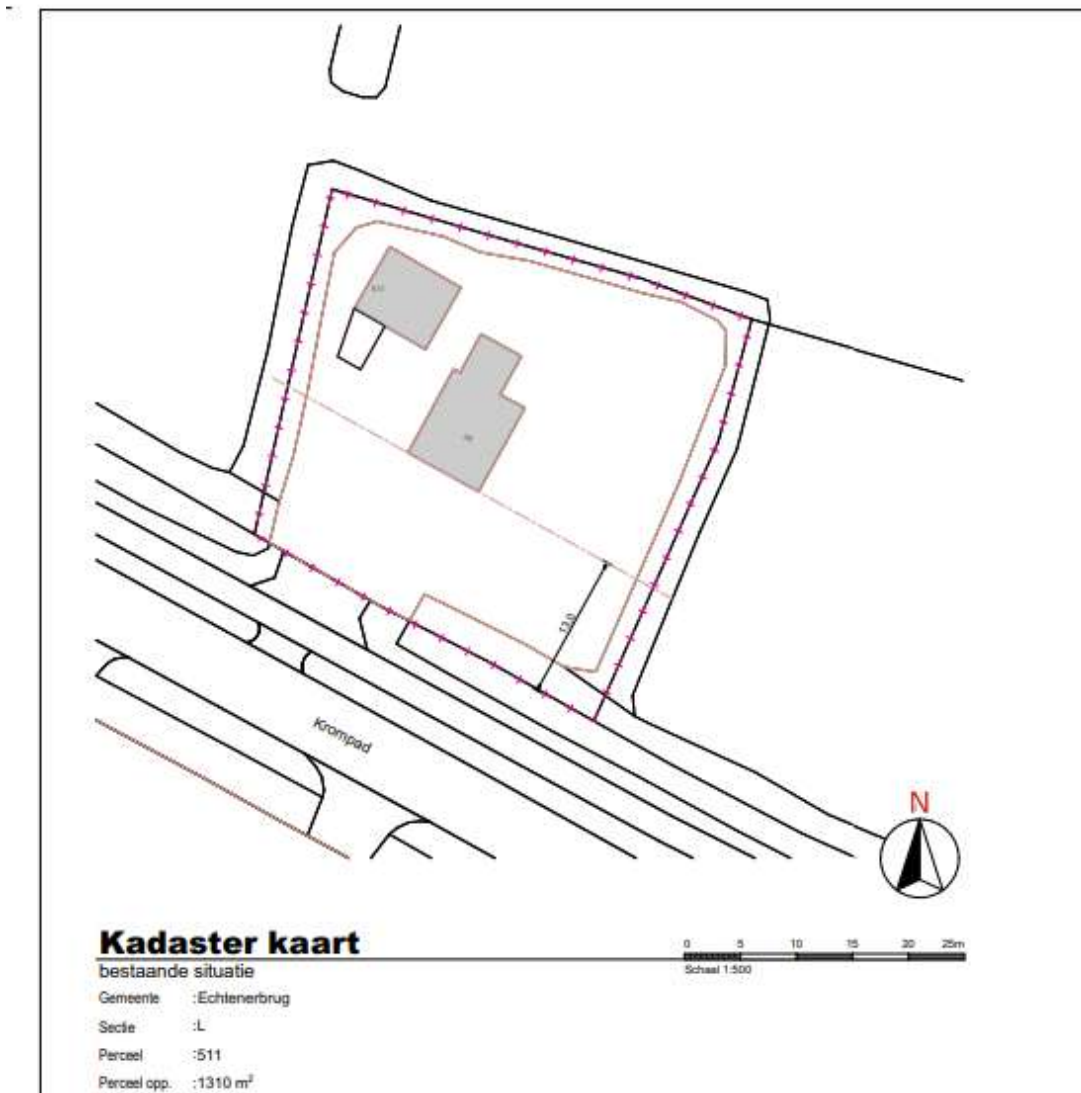 13,0
Krompad
N
Kadaster kaart
bestaande situatie
0 5 10 15 20 25m
Schaal 1:500
Gemeente :Echtenerbrug
Sectie :L
Perceel :511
Perceel opp. :1310 m²